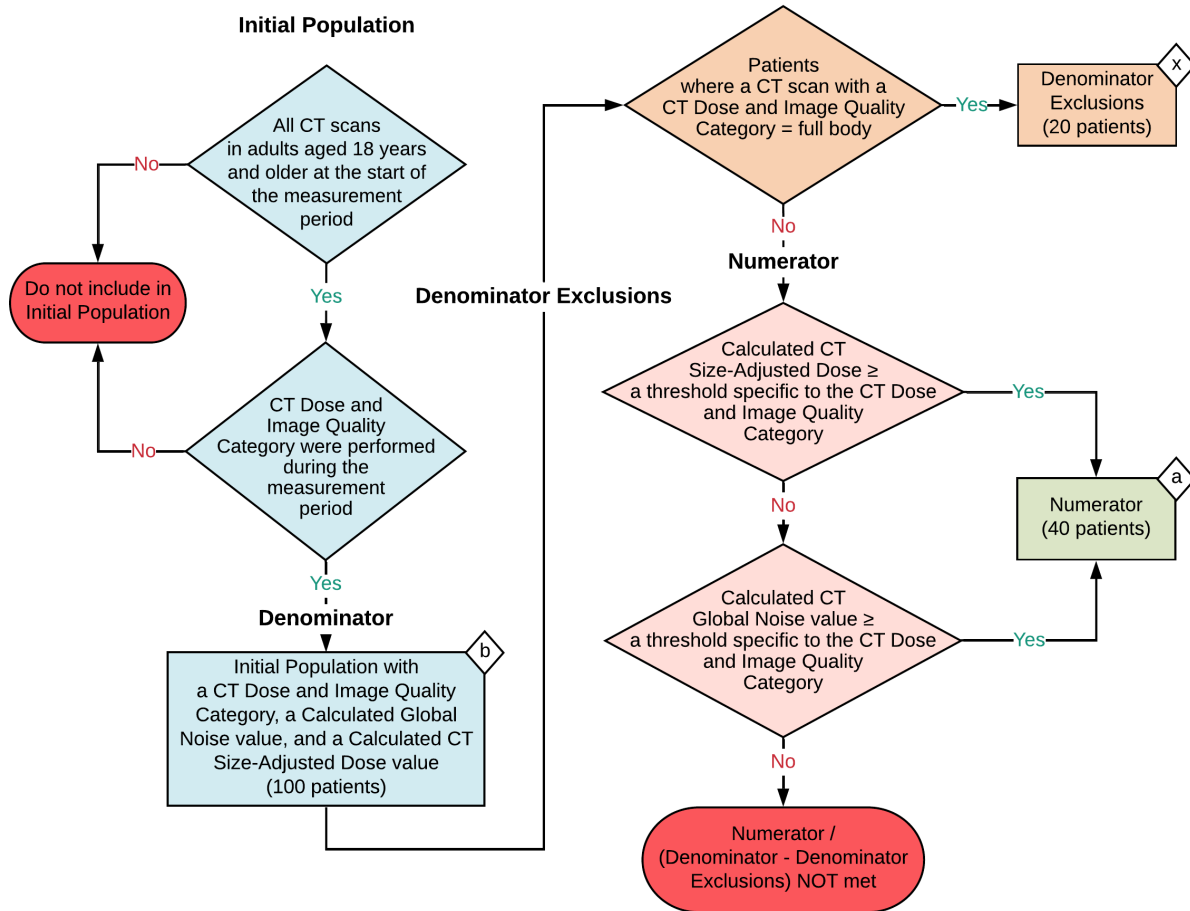 Initial Population
All CT scans
in adults aged 18 years
and older at the start of
the measurement
period
No
Do not include in
Initial Population
Yes
CT Dose and
Image Quality
Category were performed
during the
measurement
period
No
Yes
Denominator
b
Initial Population with
a CT Dose and Image Quality
Category, a Calculated Global
Noise value, and a Calculated CT
Size-Adjusted Dose value
(100 patients)
Denominator Exclusions
Patients
where a CT scan with a
CT Dose and Image Quality
Category = full body
Yes
x
Denominator
Exclusions
(20 patients)
No
Numerator
Calculated CT
Size-Adjusted Dose ≥
a threshold specific to the CT Dose
and Image Quality
Category
Yes
a
Numerator
(40 patients)
No
Calculated CT
Global Noise value ≥
a threshold specific to the CT Dose
and Image Quality
Category
Yes
No
Numerator /
(Denominator - Denominator
Exclusions) NOT met